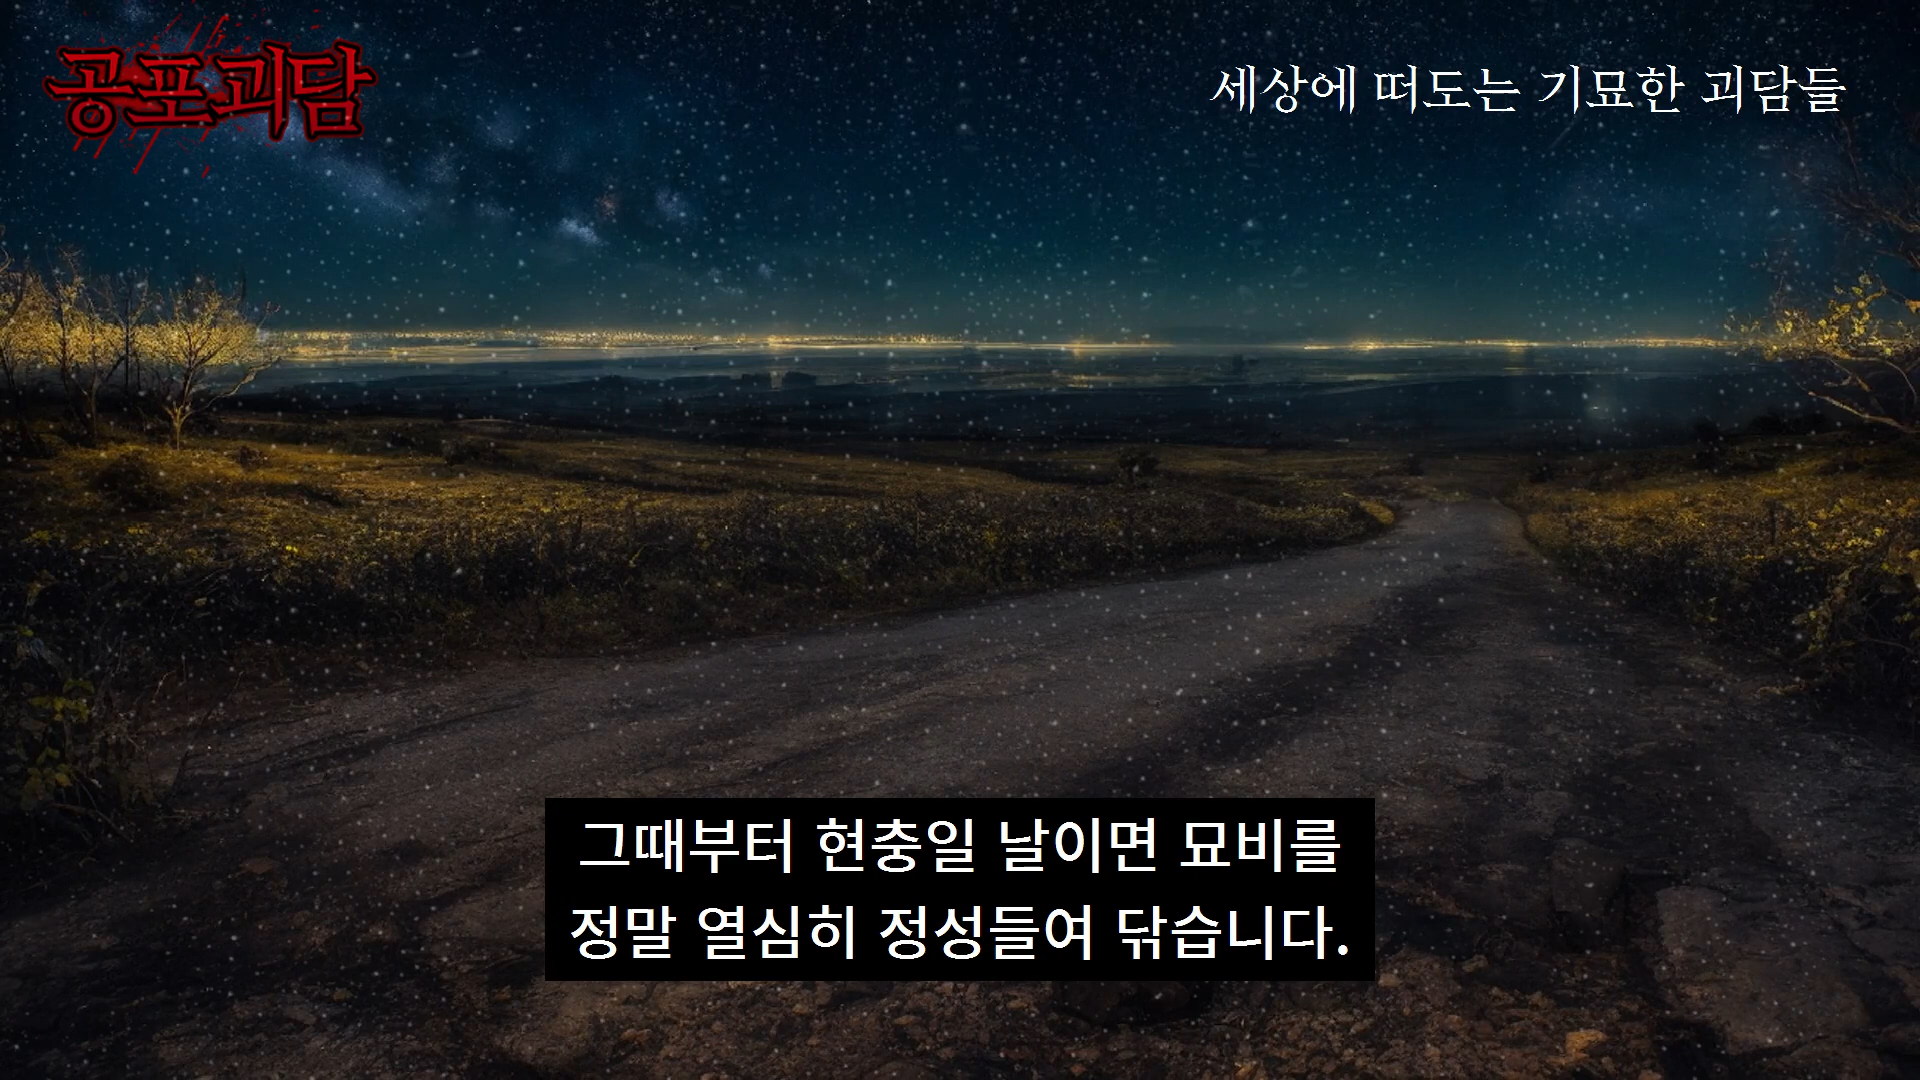 공포괴담
세상에 떠도는 기묘한 괴담들
그때부터 현충일 날이면 묘비를
정말 열심히 정성들여 닦습니다.